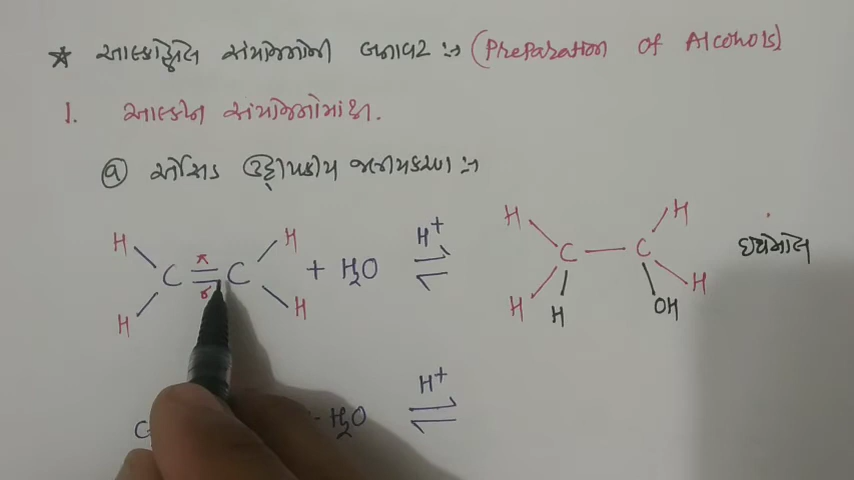 * આલ્કોહોલ સંયોજનોની બનાવટ :- (Preparation of Alcohols)
1. આલ્કીન સંયોજનોમાંથી.
ⓐ એસિડ ઉદ્દીપકીય જલીયકરણ :-
H H H⁺ H H
C π C + H₂O ⇌ C — C ઇથેનોલ
σ
H H H H OH H
H⁺
C H₂O ⇌